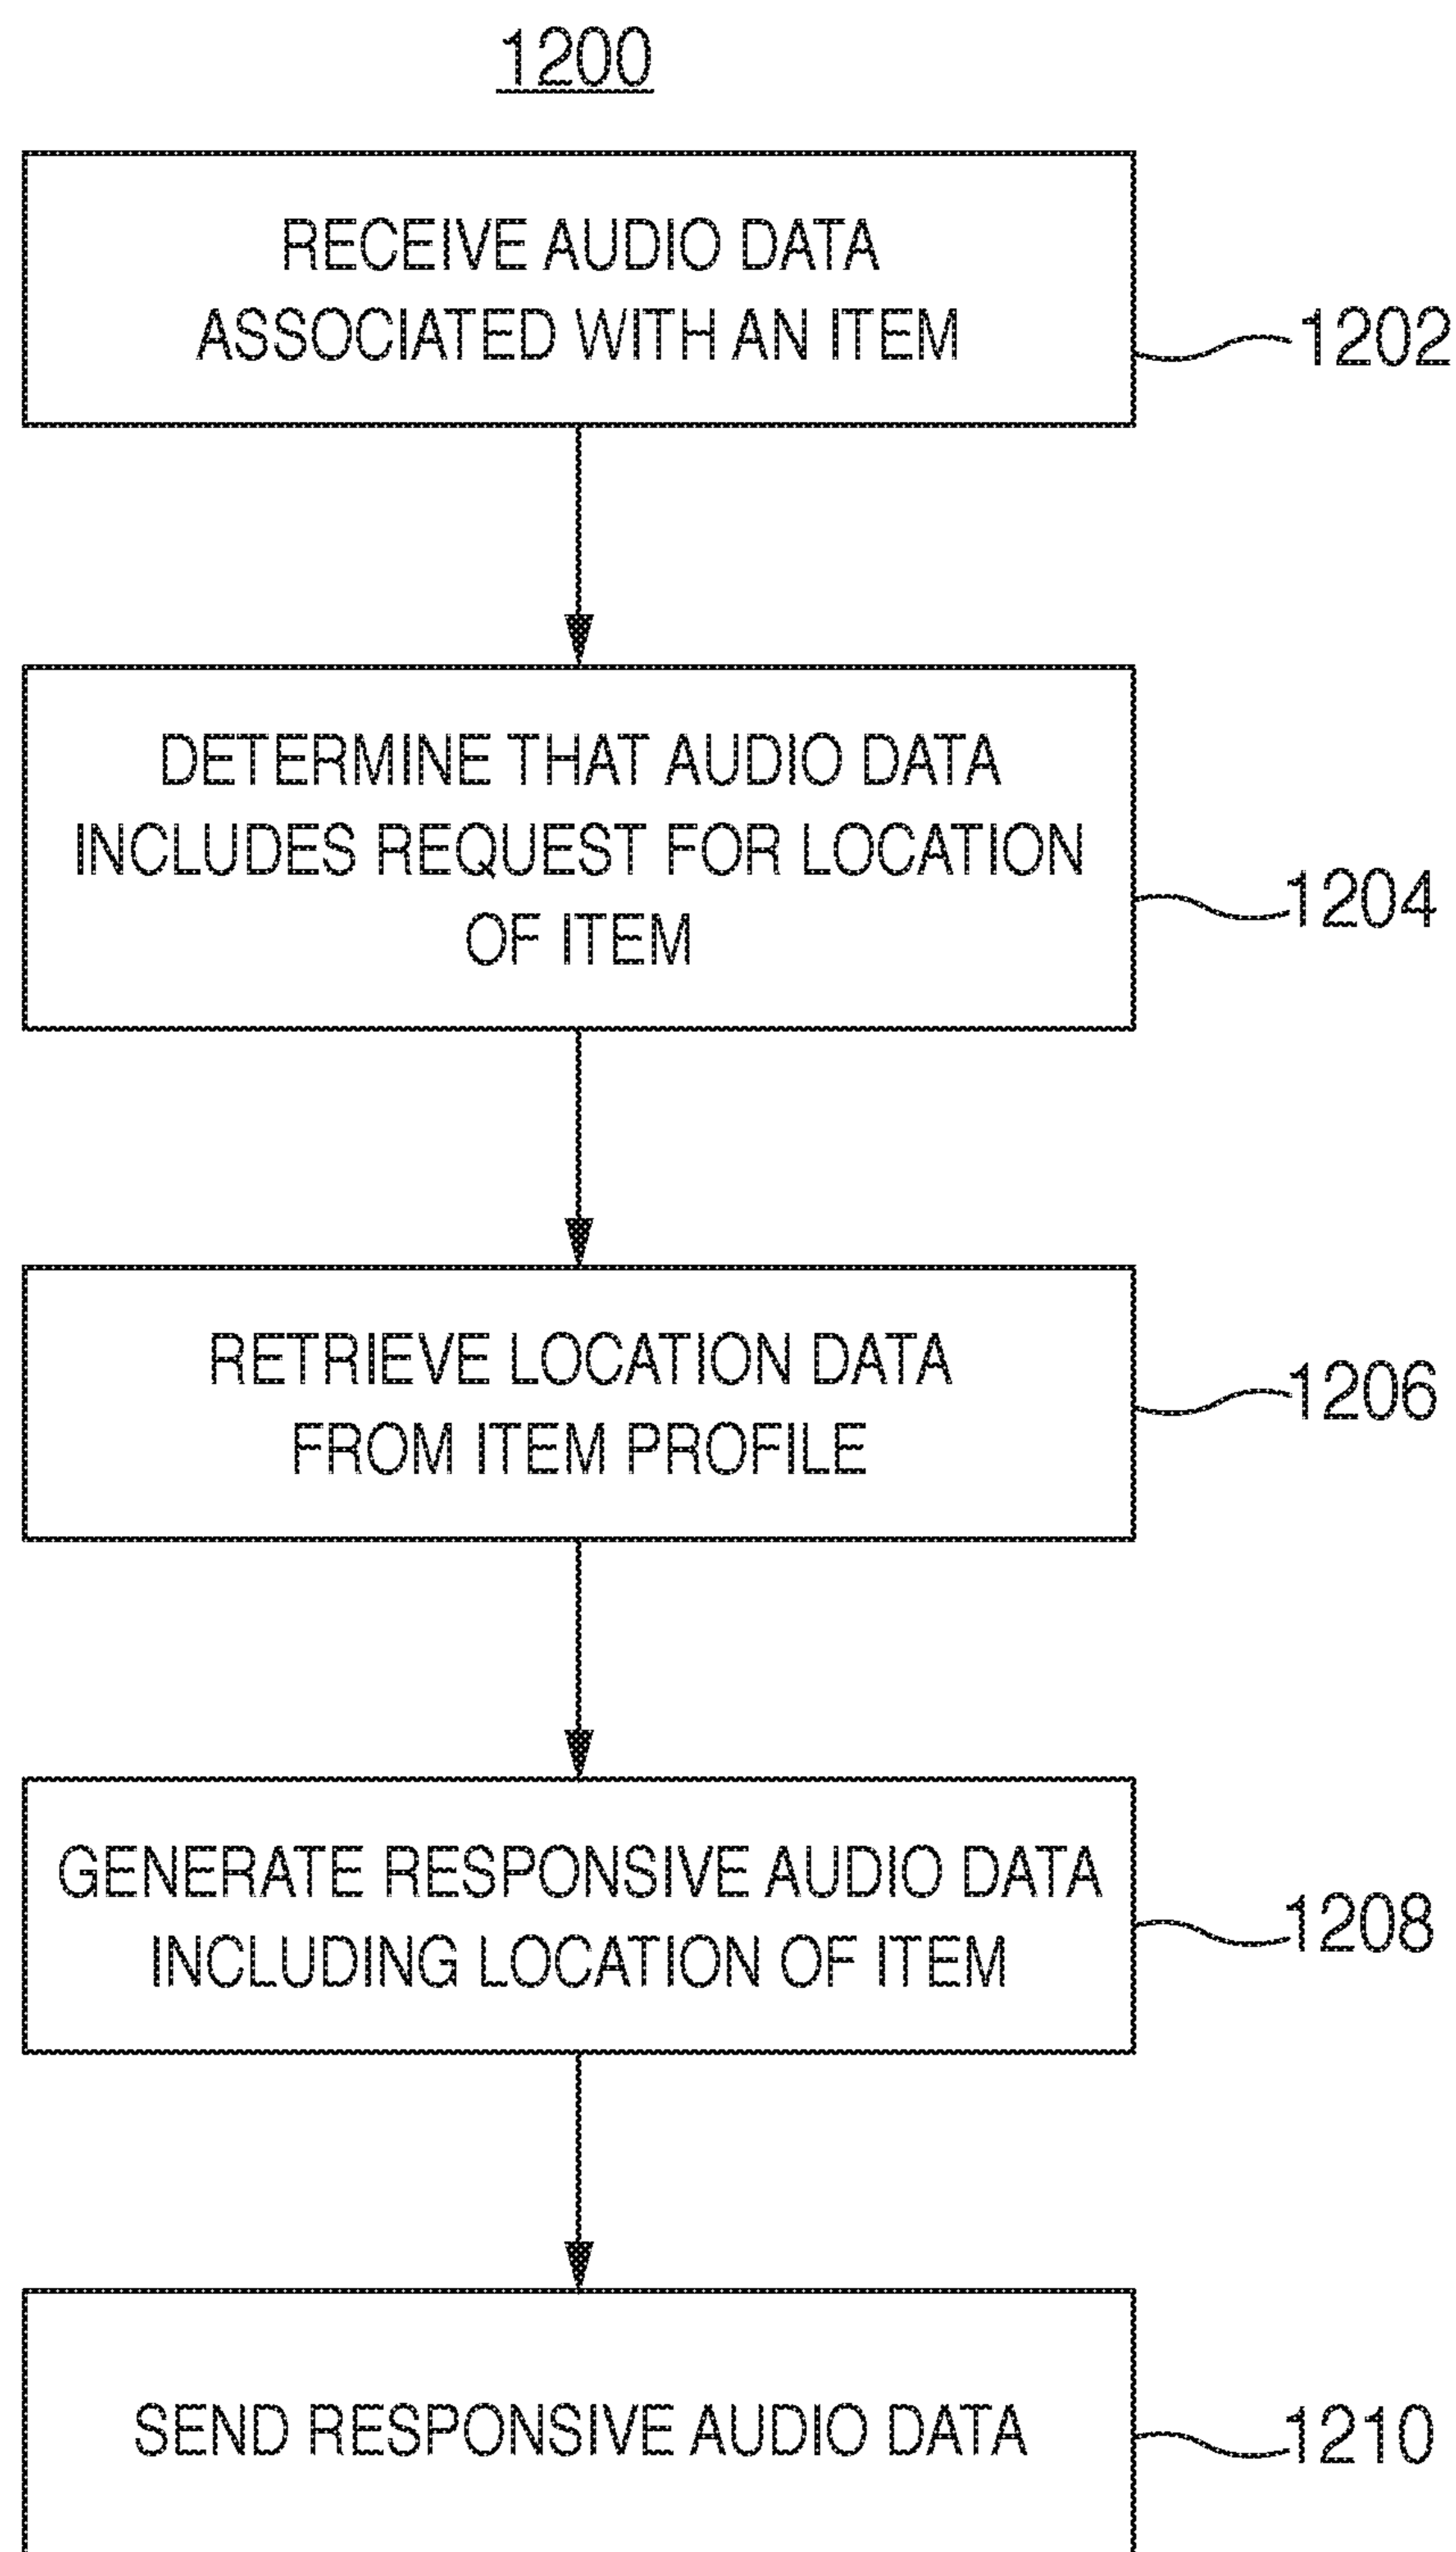 1200
RECEIVE AUDIO DATA
ASSOCIATED WITH AN ITEM
1202
DETERMINE THAT AUDIO DATA
INCLUDES REQUEST FOR LOCATION
OF ITEM
1204
RETRIEVE LOCATION DATA
FROM ITEM PROFILE
1206
GENERATE RESPONSIVE AUDIO DATA
INCLUDING LOCATION OF ITEM
1208
SEND RESPONSIVE AUDIO DATA
1210